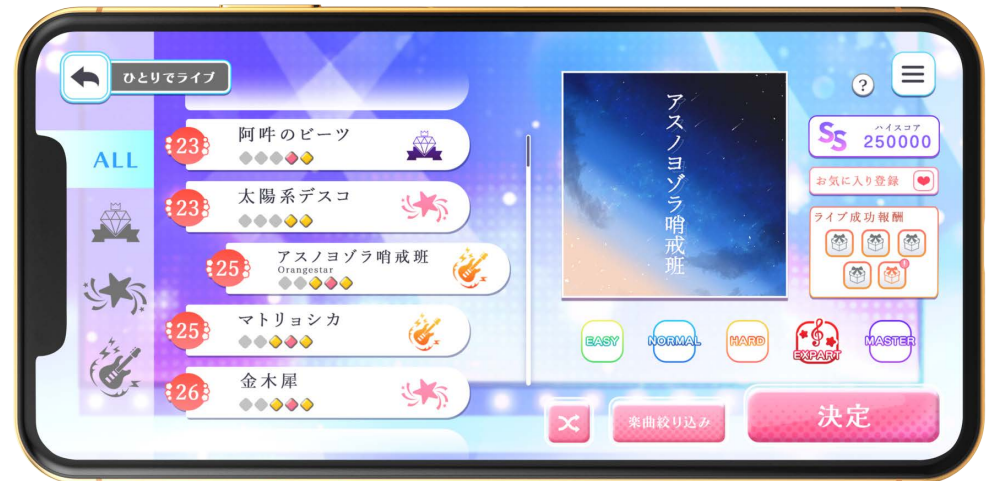 ひとりでライブ
ALL
23
阿吽のビーツ
23
太陽系デスコ
25
アスノヨゾラ哨戒班
Orangestar
25
マトリョシカ
26
金木犀
アスノヨゾラ哨戒班
?
SS
ハイスコア
250000
お気に入り登録
ライブ成功報酬
!
EASY
NORMAL
HARD
EXPART
MASTER
楽曲絞り込み
決定